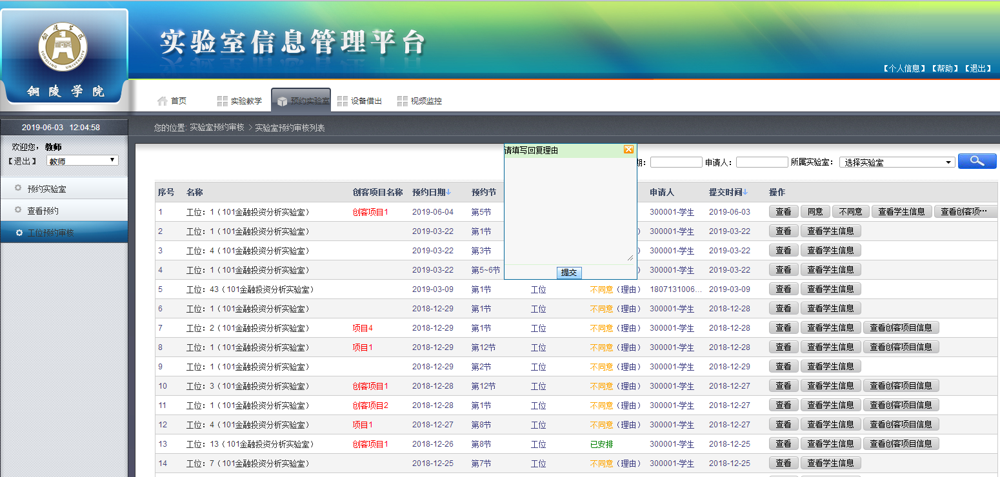 铜陵学院
TONGLING UNIVERSITY
铜陵学院
实验室信息管理平台
【个人信息】【帮助】【退出】
首页 实验教学 预约实验室 设备借出 视频监控
2019-06-03 12:04:58
您的位置: 实验室预约审核 > 实验室预约审核列表
欢迎您，教师
【退出】 教师
预约实验室
查看预约
工位预约审核
请填写回复理由
提交
期： 申请人： 所属实验室： 选择实验室
序号 名称 创客项目名称 预约日期 预约节 申请人 提交时间 操作
1 工位：1（101金融投资分析实验室） 创客项目1 2019-06-04 第5节 300001-学生 2019-06-03 查看 同意 不同意 查看学生信息 查看创客项…
2 工位：1（101金融投资分析实验室） 2019-03-22 第1节 ） 300001-学生 2019-03-22 查看 查看学生信息
3 工位：4（101金融投资分析实验室） 2019-03-22 第3节 ） 300001-学生 2019-03-22 查看 查看学生信息
4 工位：1（101金融投资分析实验室） 2019-03-22 第5~6节 ） 300001-学生 2019-03-22 查看 查看学生信息
5 工位：43（101金融投资分析实验室） 2019-03-09 第1节 工位 不同意（理由） 1807131006... 2019-03-09 查看 查看学生信息
6 工位：1（101金融投资分析实验室） 2018-12-29 第1节 工位 不同意（理由） 300001-学生 2018-12-28 查看 查看学生信息
7 工位：2（101金融投资分析实验室） 项目4 2018-12-29 第1节 工位 不同意（理由） 300001-学生 2018-12-28 查看 查看学生信息 查看创客项目信息
8 工位：1（101金融投资分析实验室） 项目1 2018-12-29 第12节 工位 不同意（理由） 300001-学生 2018-12-28 查看 查看学生信息 查看创客项目信息
9 工位：1（101金融投资分析实验室） 2018-12-29 第2节 工位 不同意（理由） 300001-学生 2018-12-29 查看 查看学生信息
10 工位：3（101金融投资分析实验室） 创客项目1 2018-12-28 第12节 工位 不同意（理由） 300001-学生 2018-12-27 查看 查看学生信息 查看创客项目信息
11 工位：1（101金融投资分析实验室） 创客项目2 2018-12-28 第1节 工位 不同意（理由） 300001-学生 2018-12-27 查看 查看学生信息 查看创客项目信息
12 工位：4（101金融投资分析实验室） 项目1 2018-12-27 第8节 工位 不同意（理由） 300001-学生 2018-12-27 查看 查看学生信息 查看创客项目信息
13 工位：13（101金融投资分析实验室） 创客项目1 2018-12-26 第8节 工位 已安排 300001-学生 2018-12-25 查看 查看学生信息 查看创客项目信息
14 工位：7（101金融投资分析实验室） 2018-12-25 第7节 工位 不同意（理由） 300001-学生 2018-12-25 查看 查看学生信息